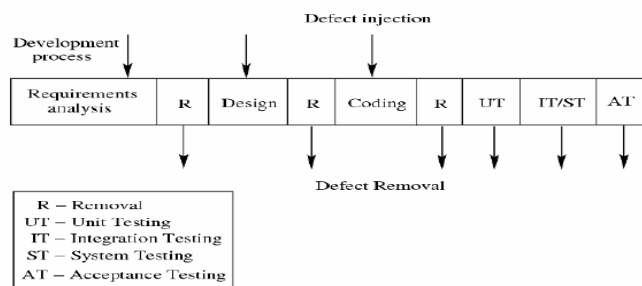 Defect injection
Development
process
Requirements
analysis
R
Design
R
Coding
R
UT
IT/ST
AT
Defect Removal
R – Removal
UT – Unit Testing
IT – Integration Testing
ST – System Testing
AT – Acceptance Testing